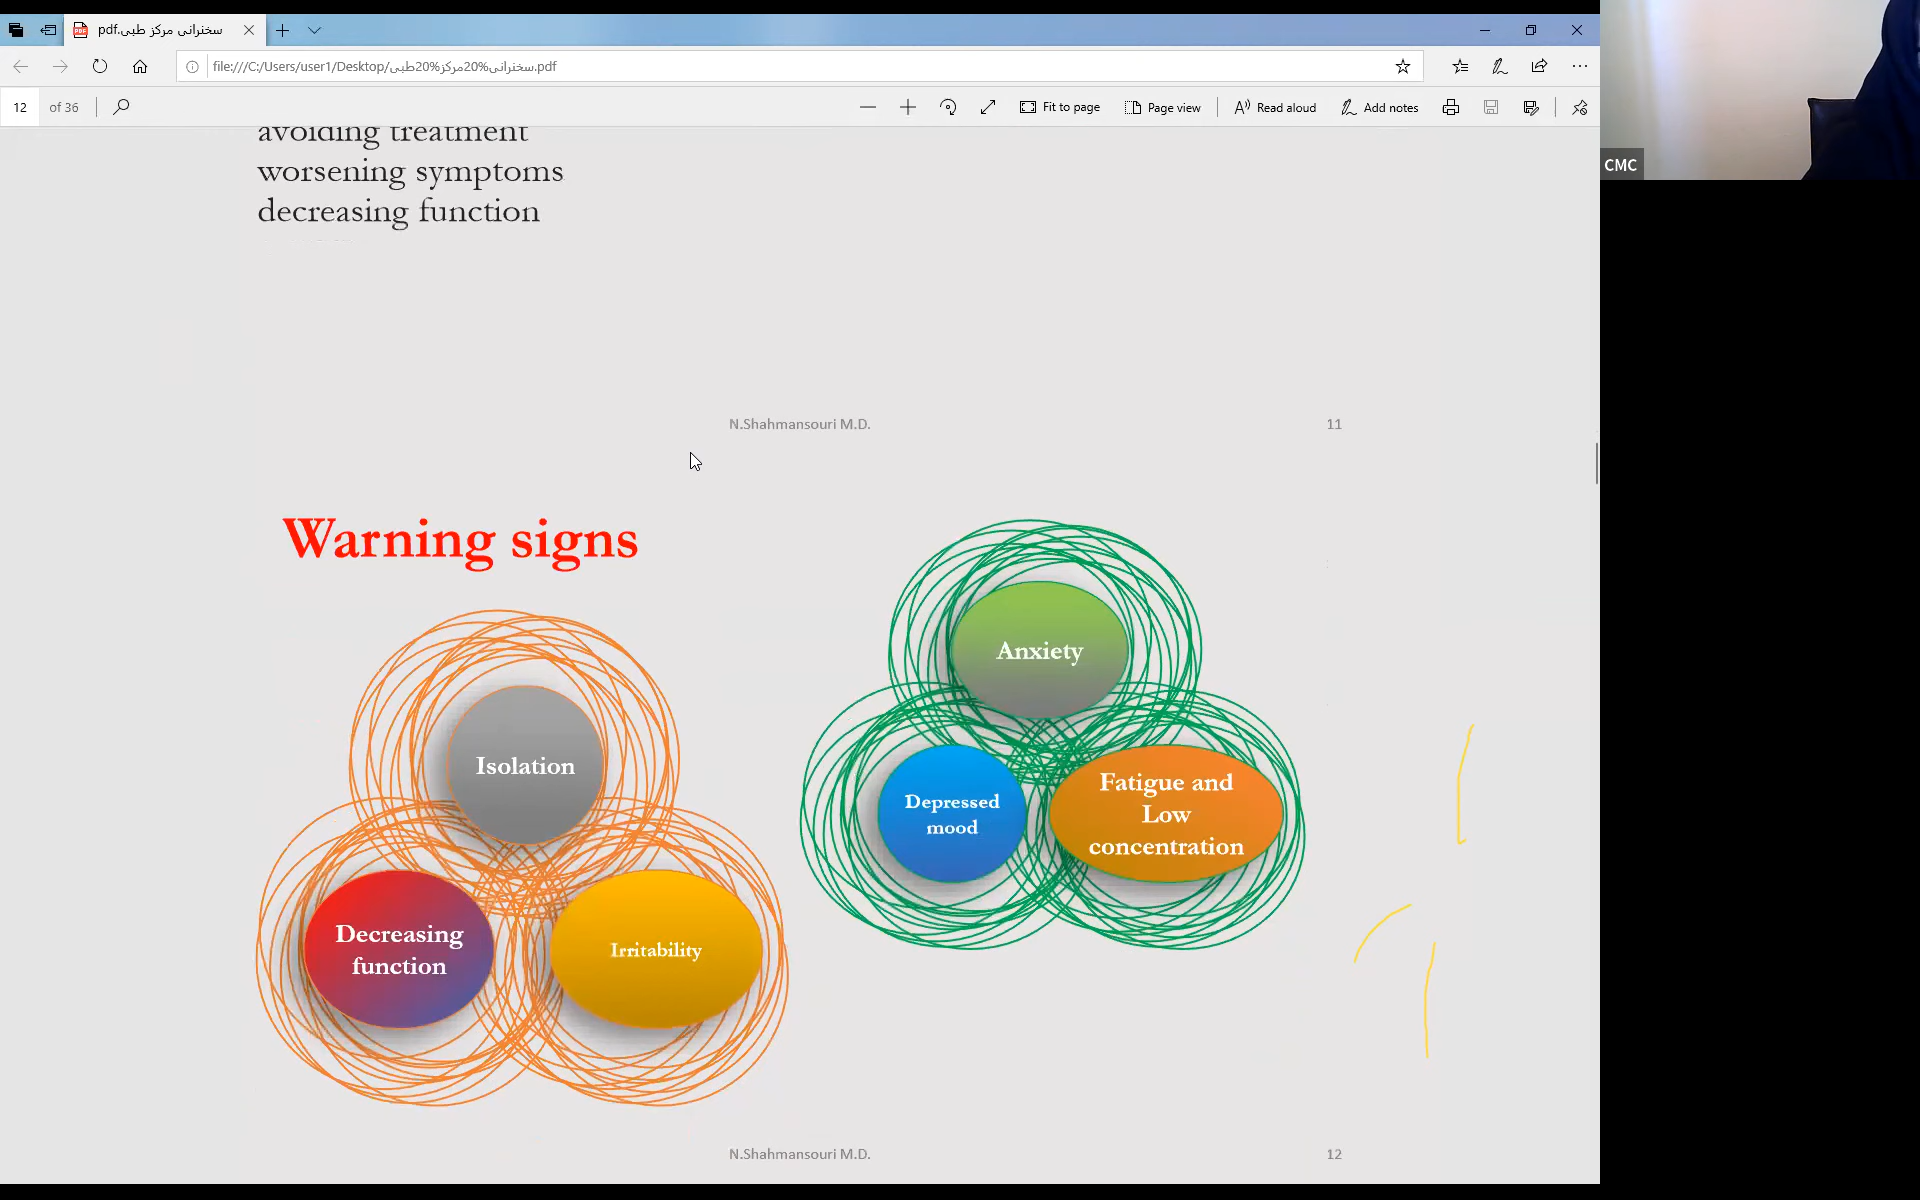 سخنرانی مرکز طبی.pdf
file:///C:/Users/user1/Desktop/سخنرانی%20مرکز%20طبی.pdf
12 of 36
Fit to page
Page view
Read aloud
Add notes
CMC
avoiding treatment
worsening symptoms
decreasing function
N.Shahmansouri M.D.
11
Warning signs
Isolation
Decreasing
function
Irritability
Anxiety
Depressed
mood
Fatigue and
Low
concentration
N.Shahmansouri M.D.
12